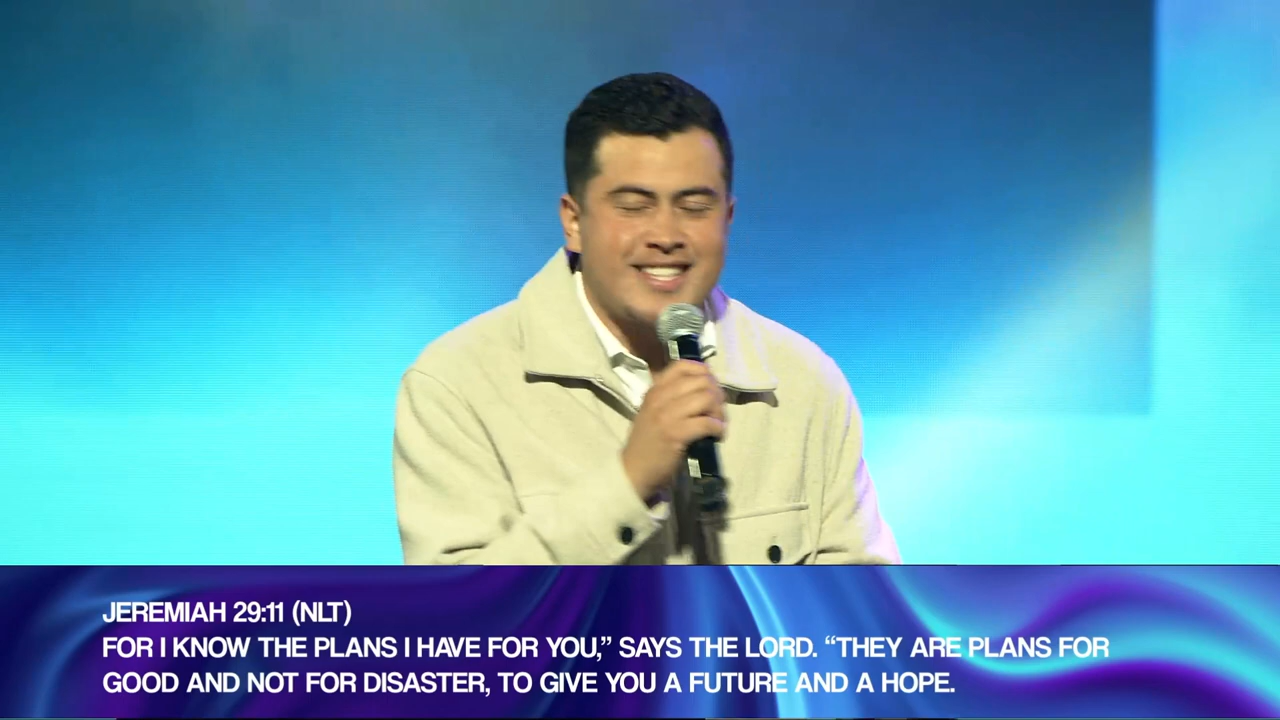 JEREMIAH 29:11 (NLT)
FOR I KNOW THE PLANS I HAVE FOR YOU,” SAYS THE LORD. “THEY ARE PLANS FOR
GOOD AND NOT FOR DISASTER, TO GIVE YOU A FUTURE AND A HOPE.